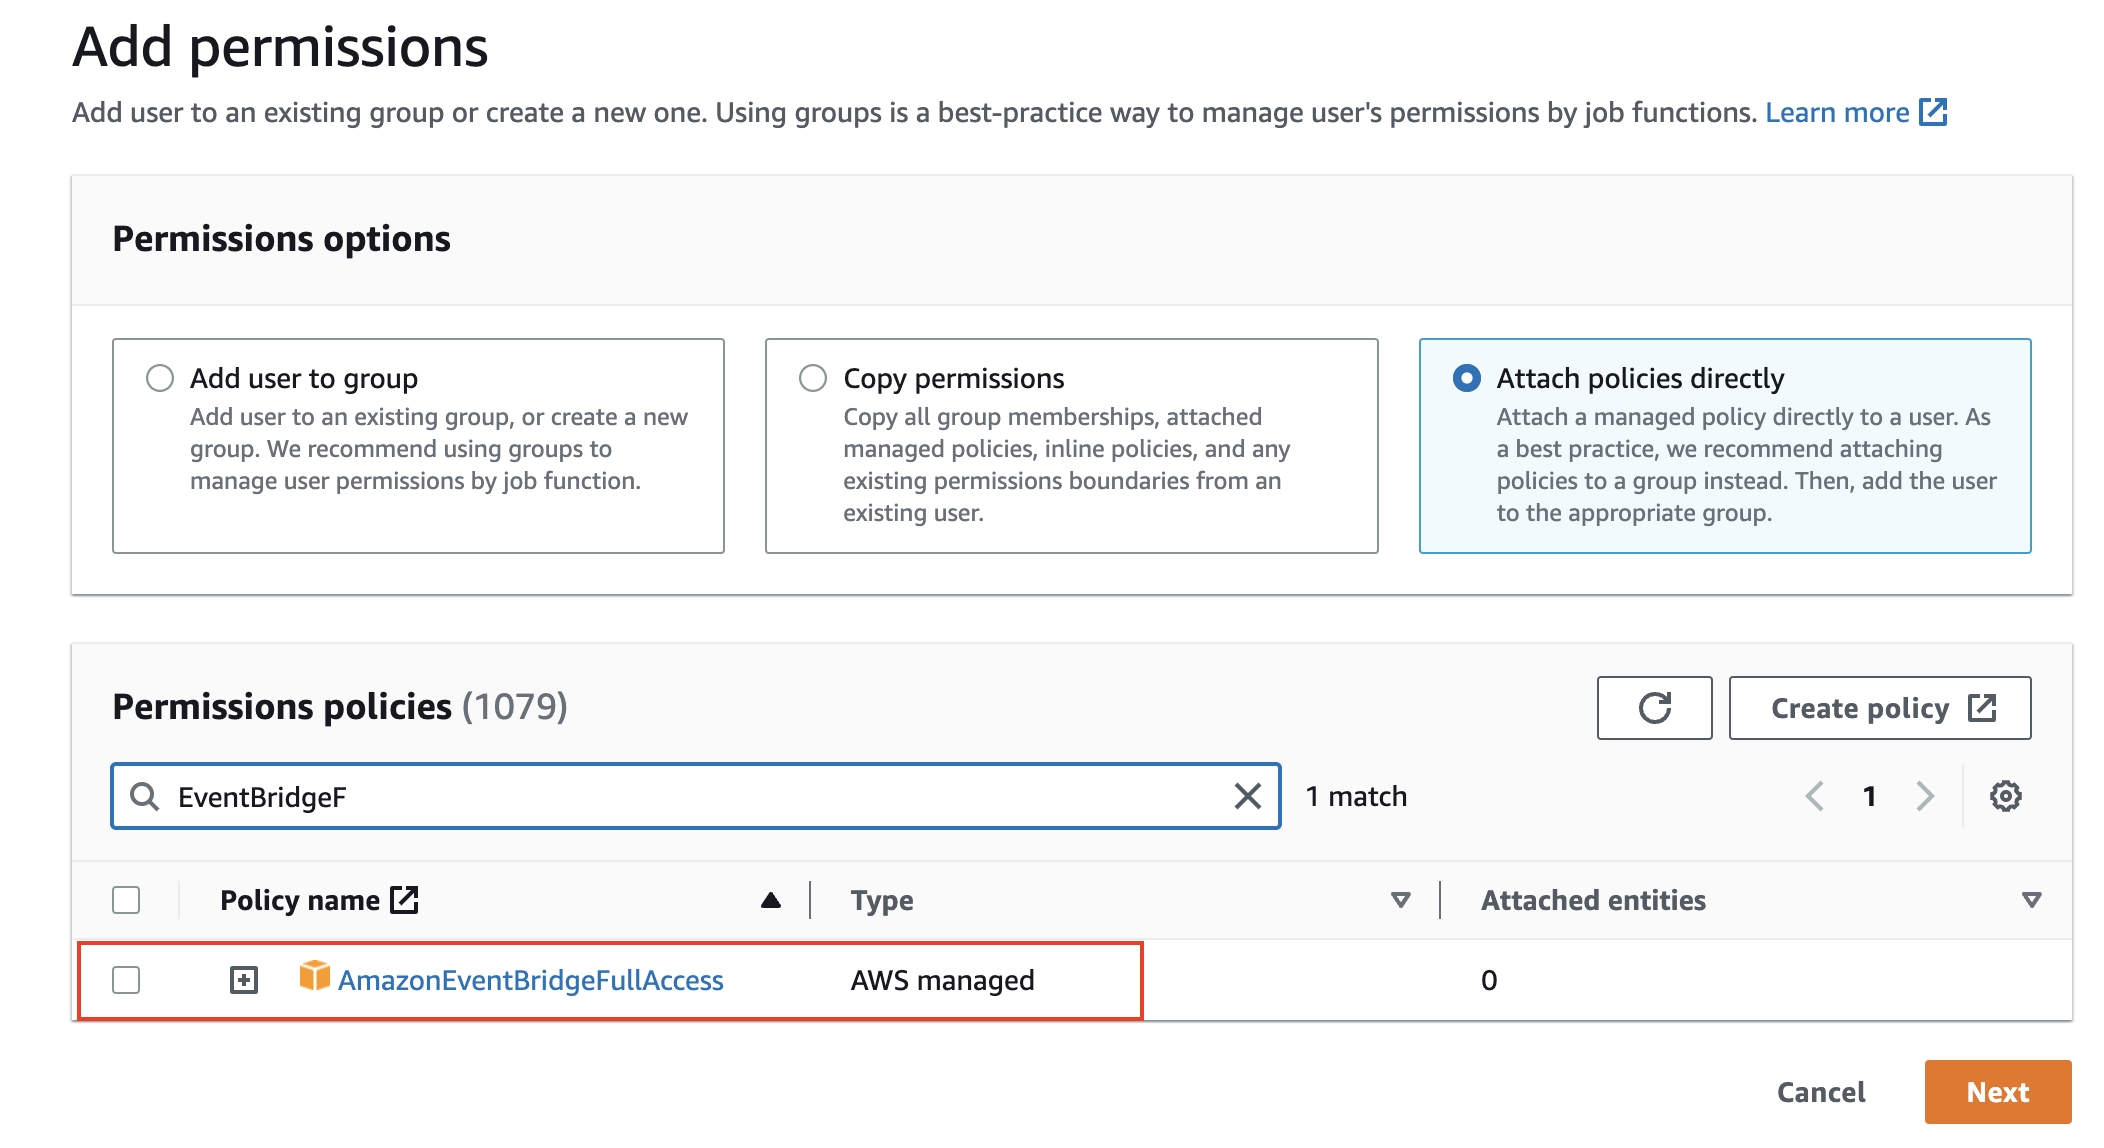 Add permissions
Add user to an existing group or create a new one. Using groups is a best-practice way to manage user's permissions by job functions. Learn more
Permissions options
Add user to group
Add user to an existing group, or create a new
group. We recommend using groups to
manage user permissions by job function.
Copy permissions
Copy all group memberships, attached
managed policies, inline policies, and any
existing permissions boundaries from an
existing user.
Attach policies directly
Attach a managed policy directly to a user. As
a best practice, we recommend attaching
policies to a group instead. Then, add the user
to the appropriate group.
Permissions policies (1079)
Create policy
EventBridgeF
1 match
1
Policy name
Type
Attached entities
AmazonEventBridgeFullAccess
AWS managed
0
Cancel
Next